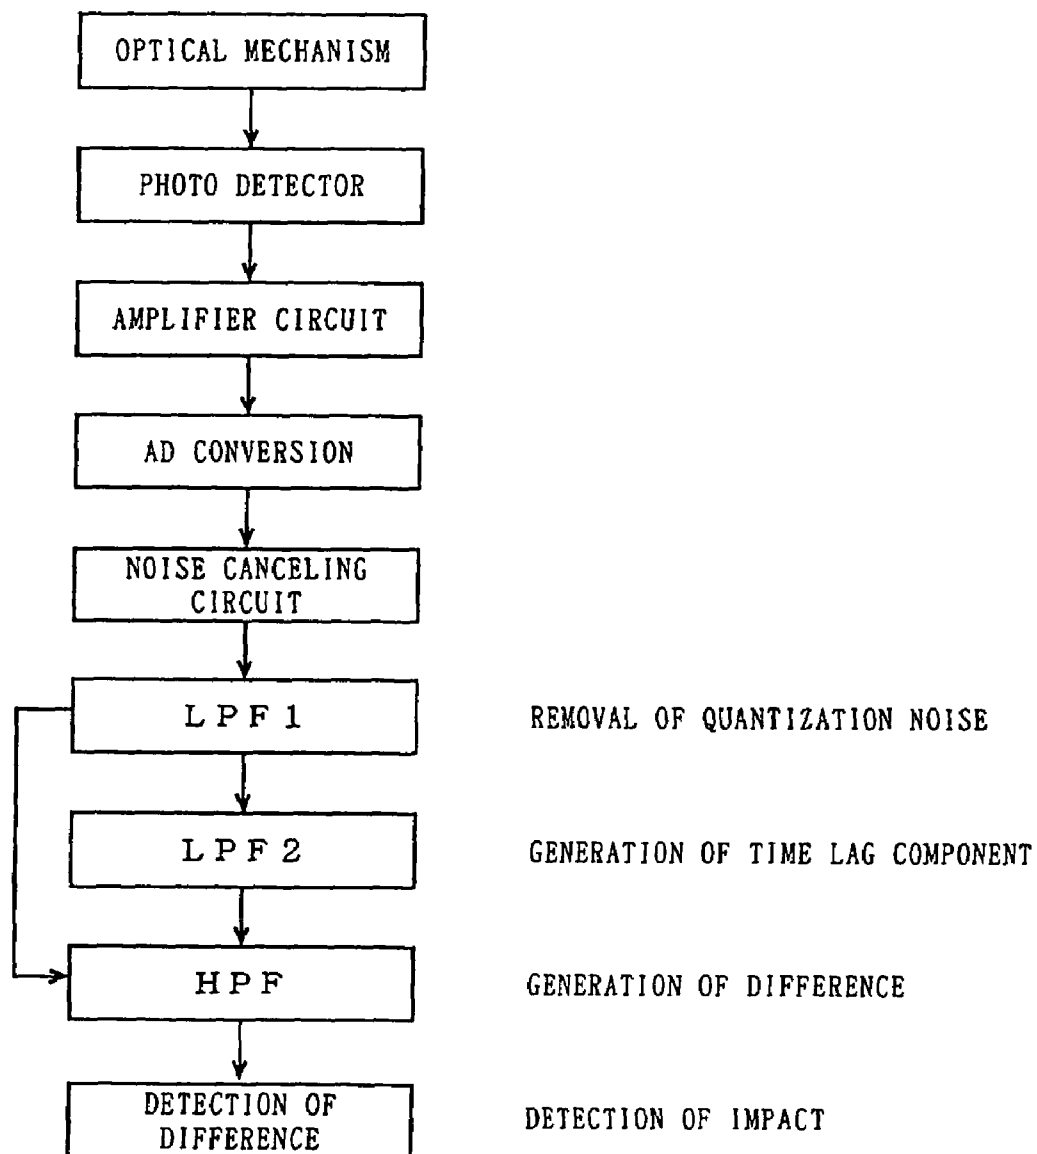 OPTICAL MECHANISM
PHOTO DETECTOR
AMPLIFIER CIRCUIT
AD CONVERSION
NOISE CANCELING
CIRCUIT
LPF1
REMOVAL OF QUANTIZATION NOISE
LPF2
GENERATION OF TIME LAG COMPONENT
HPF
GENERATION OF DIFFERENCE
DETECTION OF
DIFFERENCE
DETECTION OF IMPACT